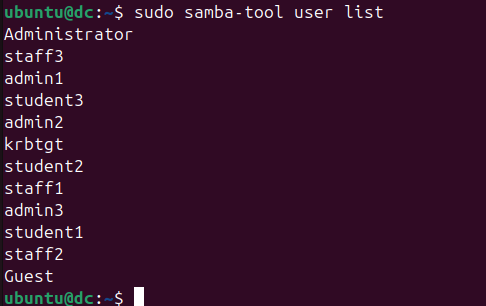 ubuntu@dc:~$ sudo samba-tool user list
Administrator
staff3
admin1
student3
admin2
krbtgt
student2
staff1
admin3
student1
staff2
Guest
ubuntu@dc:~$